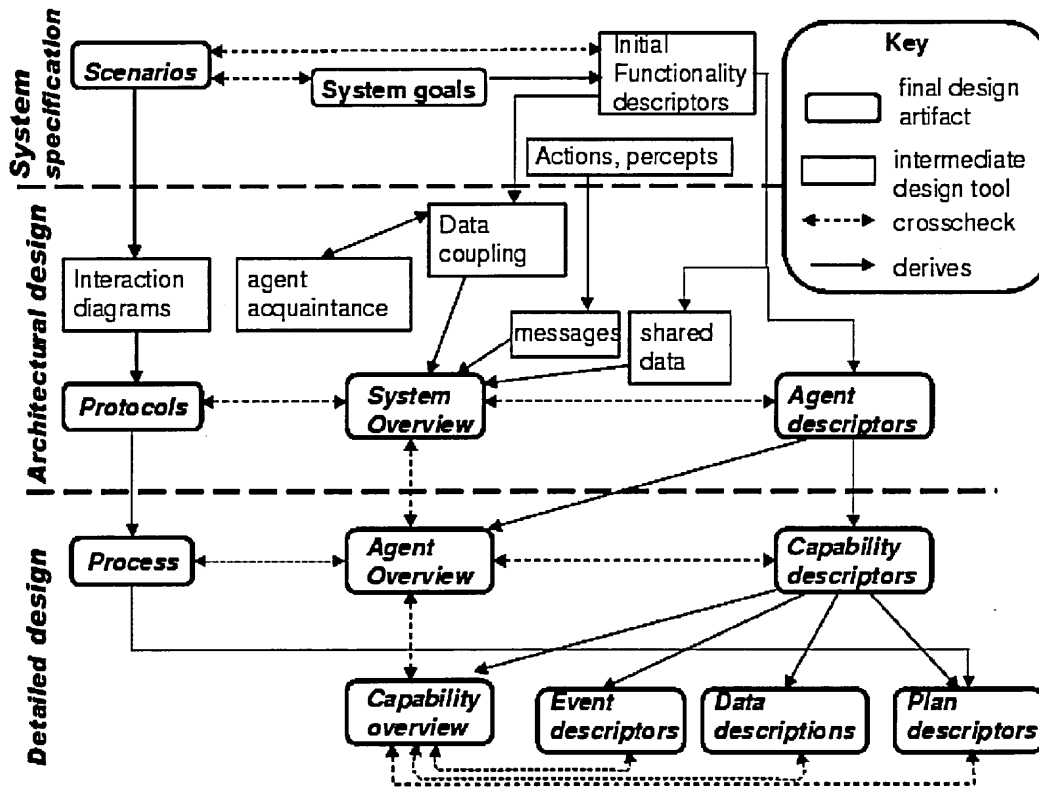 System
specification
Scenarios
System goals
Initial
Functionality
descriptors
Actions, percepts
Key
final design
artifact
intermediate
design tool
crosscheck
derives
Architectural design
Interaction
diagrams
agent
acquaintance
Data
coupling
messages
shared
data
Protocols
System
Overview
Agent
descriptors
Detailed design
Process
Agent
Overview
Capability
descriptors
Capability
overview
Event
descriptors
Data
descriptions
Plan
descriptors